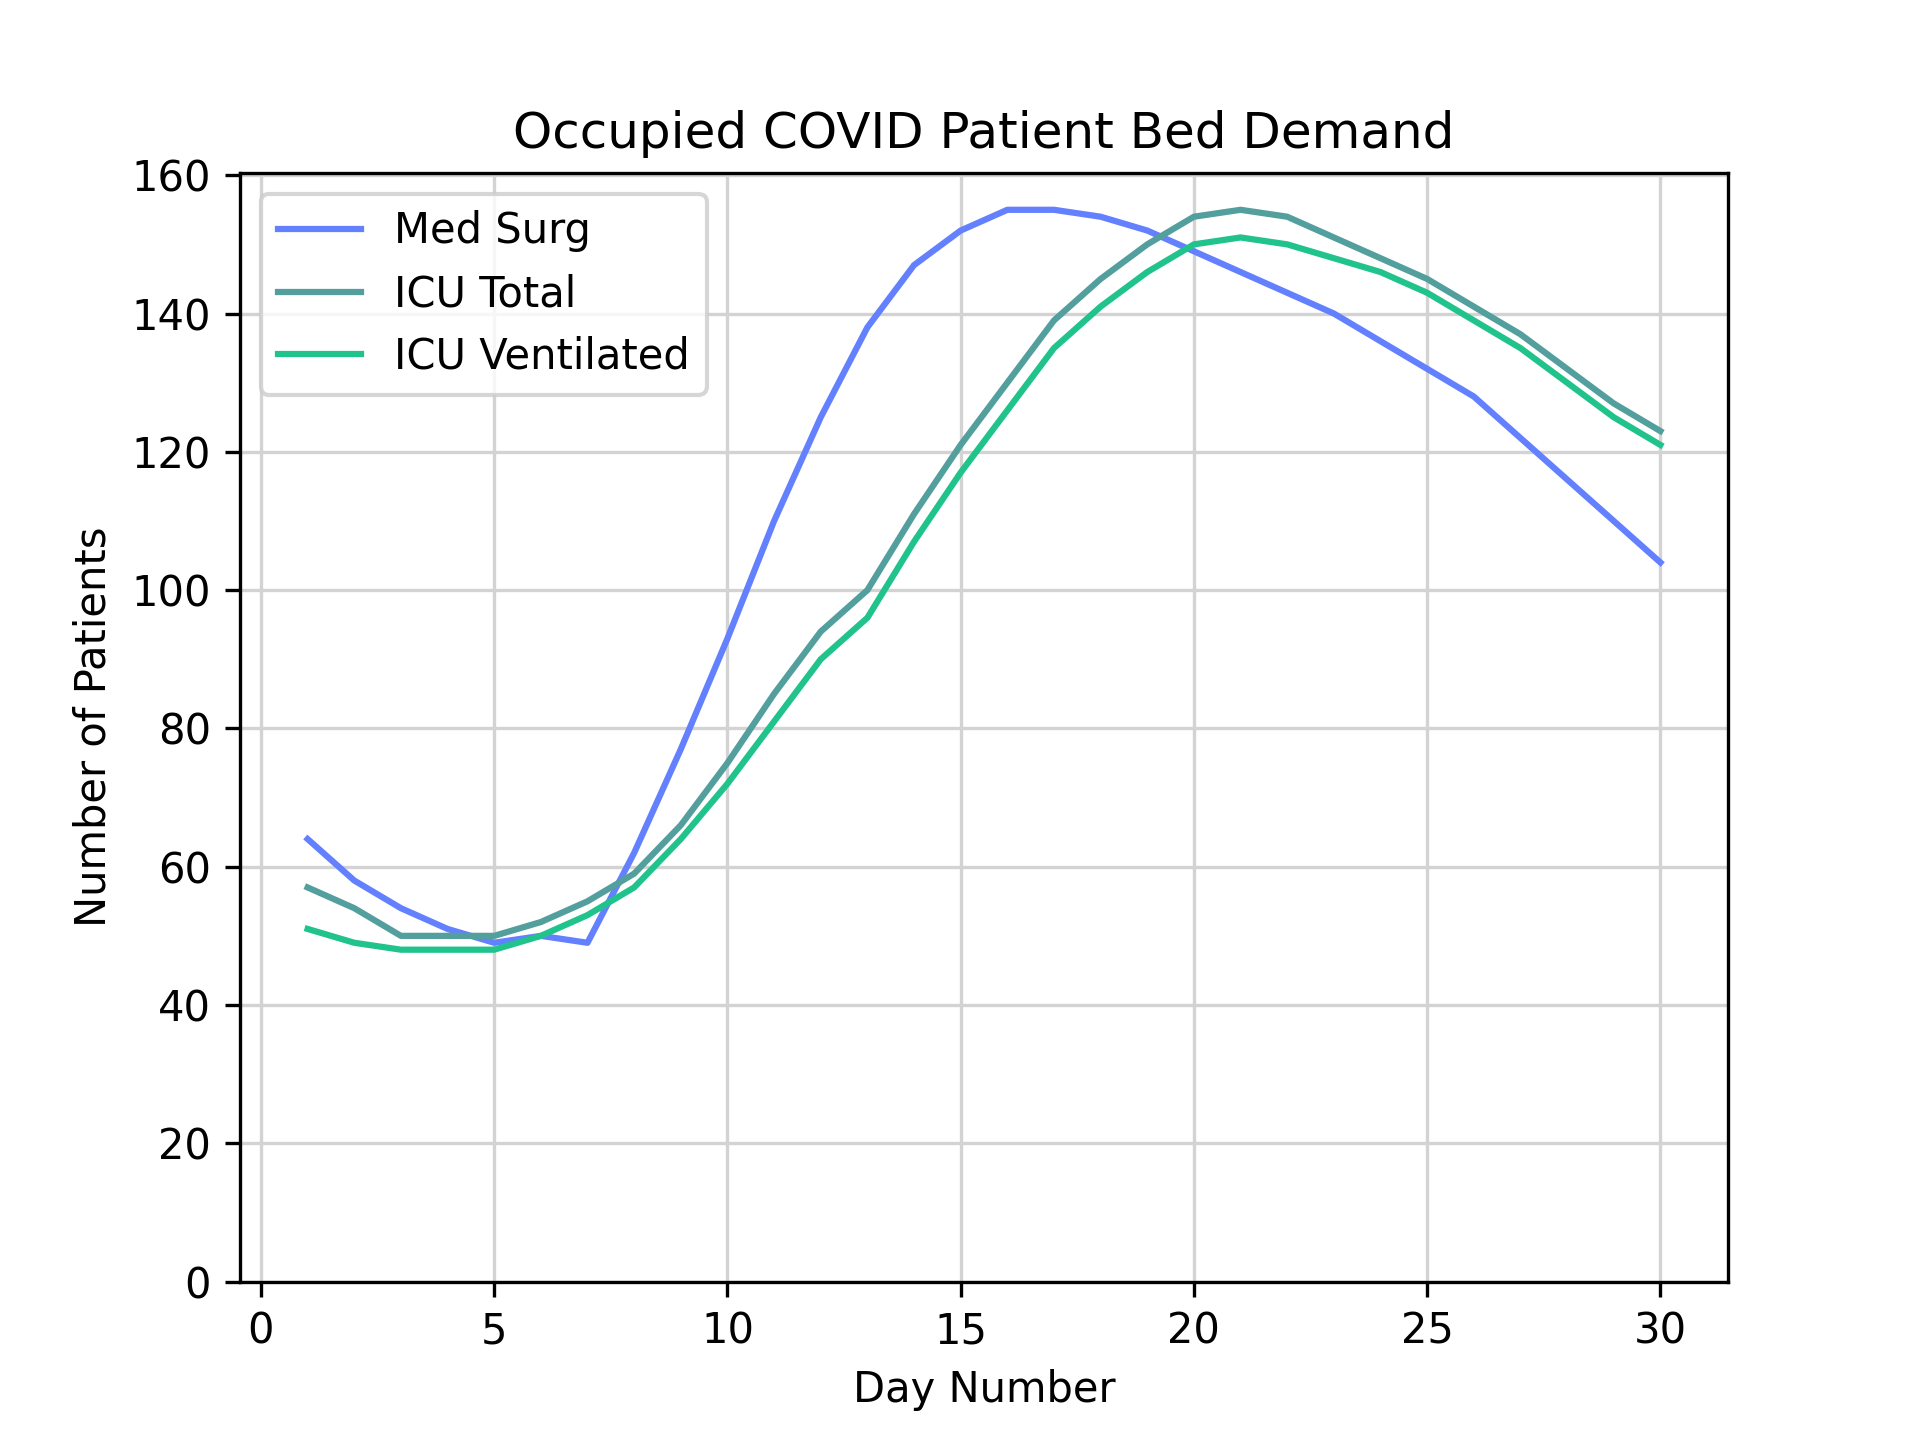 Occupied COVID Patient Bed Demand
160
140
120
100
80
60
40
20
0
Number of Patients
Med Surg
ICU Total
ICU Ventilated
0 5 10 15 20 25 30
Day Number